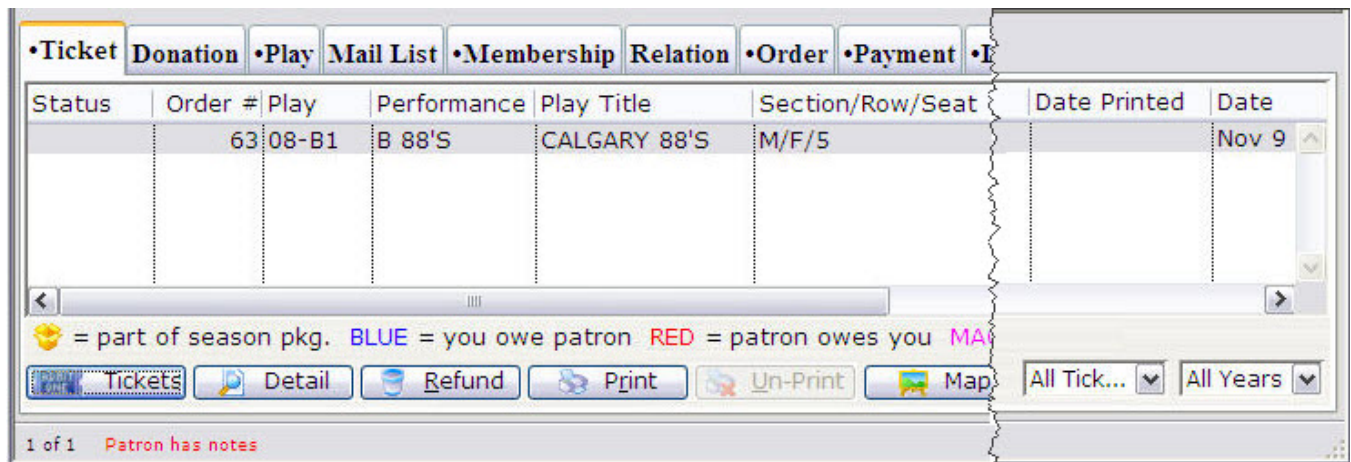 •Ticket Donation •Play Mail List •Membership Relation •Order •Payment
Status Order # Play Performance Play Title Section/Row/Seat Date Printed Date
63 08-B1 B 88'S CALGARY 88'S M/F/5 Nov 9
= part of season pkg. BLUE = you owe patron RED = patron owes you
Tickets Detail Refund Print Un-Print Map All Tick... All Years
1 of 1 Patron has notes